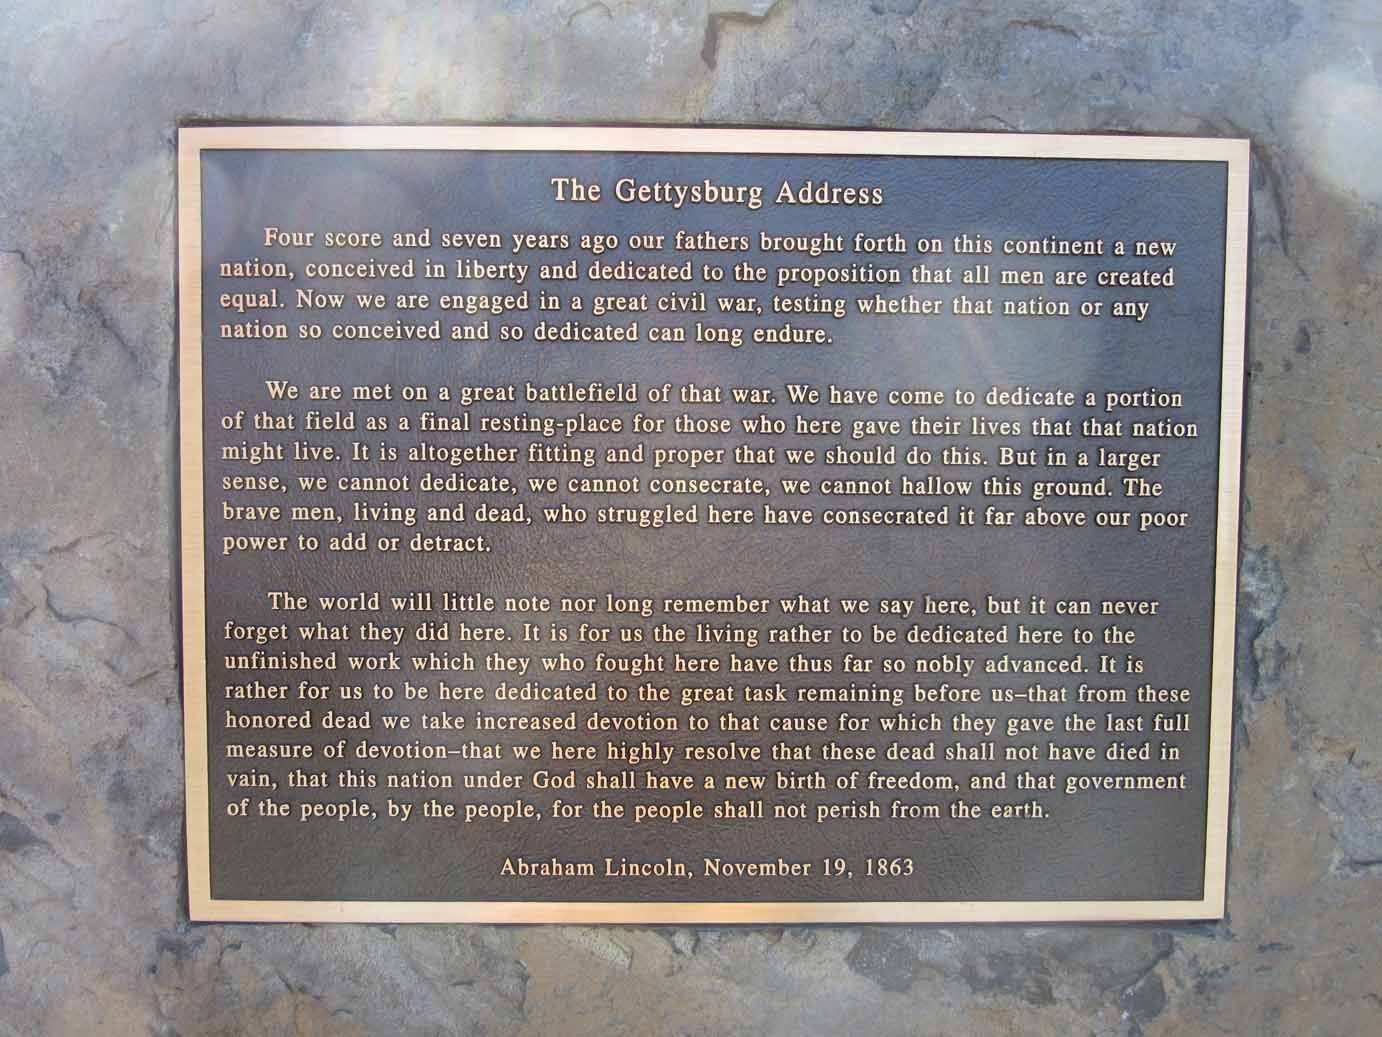 The Gettysburg Address
Four score and seven years ago our fathers brought forth on this continent a new
nation, conceived in liberty and dedicated to the proposition that all men are created
equal. Now we are engaged in a great civil war, testing whether that nation or any
nation so conceived and so dedicated can long endure.
We are met on a great battlefield of that war. We have come to dedicate a portion
of that field as a final resting-place for those who here gave their lives that that nation
might live. It is altogether fitting and proper that we should do this. But in a larger
sense, we cannot dedicate, we cannot consecrate, we cannot hallow this ground. The
brave men, living and dead, who struggled here have consecrated it far above our poor
power to add or detract.
The world will little note nor long remember what we say here, but it can never
forget what they did here. It is for us the living rather to be dedicated here to the
unfinished work which they who fought here have thus far so nobly advanced. It is
rather for us to be here dedicated to the great task remaining before us–that from these
honored dead we take increased devotion to that cause for which they gave the last full
measure of devotion–that we here highly resolve that these dead shall not have died in
vain, that this nation under God shall have a new birth of freedom, and that government
of the people, by the people, for the people shall not perish from the earth.
Abraham Lincoln, November 19, 1863